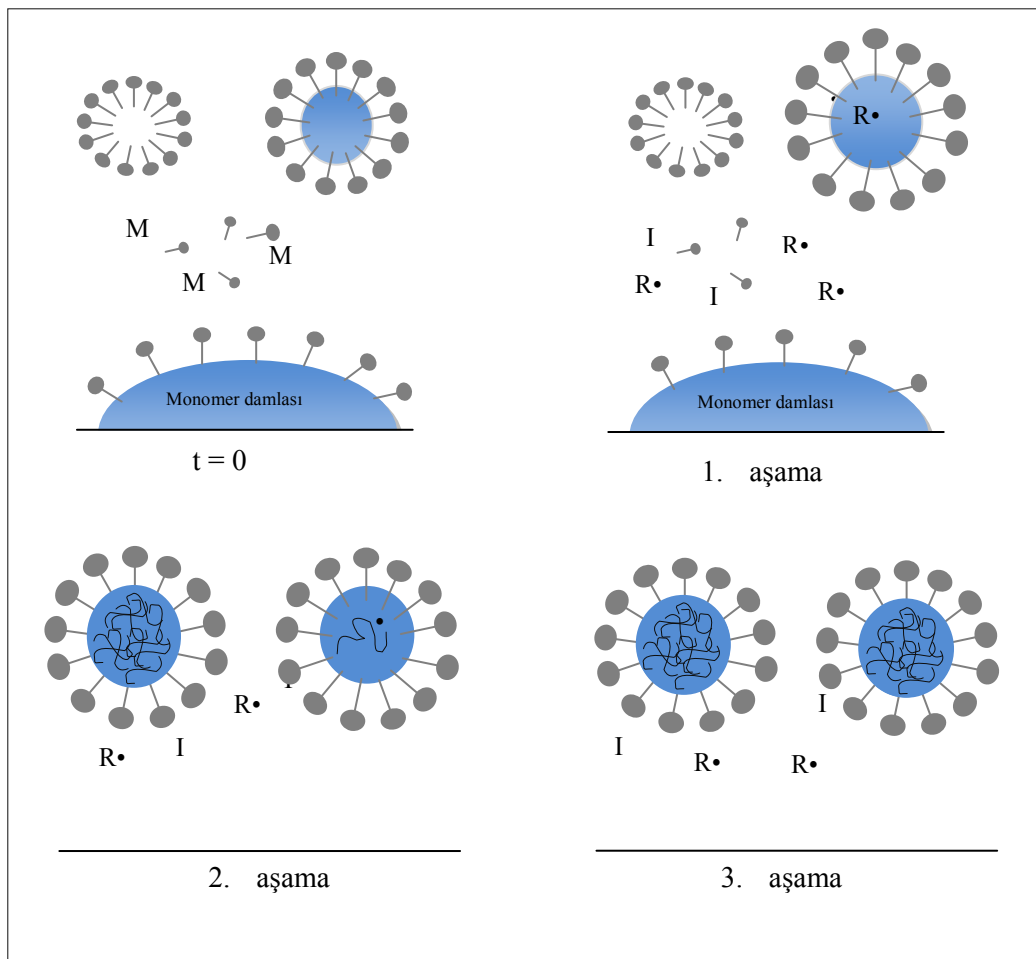 M
M
M
Monomer damlası
t = 0
R•
I
R•
R•
I
R•
Monomer damlası
1. aşama
R•
R•
I
2. aşama
I
I
R•
R•
3. aşama